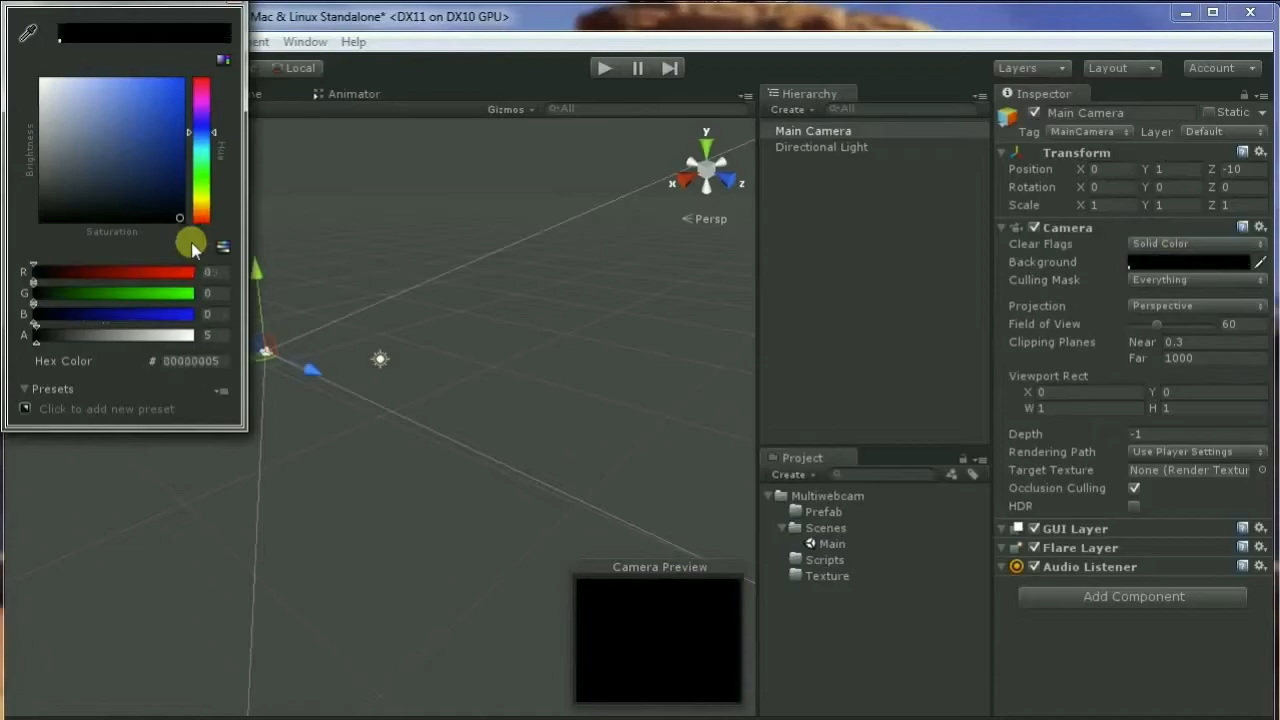 Mac & Linux Standalone* <DX11 on DX10 GPU>
Window Help
Local
Layers
Layout
Account
Animator
Gizmos
All
Hierarchy
Create
All
Main Camera
Directional Light
Inspector
Main Camera
Static
Tag MainCamera Layer Default
Transform
Position X 0 Y 1 Z -10
Rotation X 0 Y 0 Z 0
Scale X 1 Y 1 Z 1
Camera
Clear Flags Solid Color
Background
Culling Mask Everything
Projection Perspective
Field of View 60
Clipping Planes Near 0.3
Far 1000
Viewport Rect
X 0 Y 0
W 1 H 1
Depth -1
Rendering Path Use Player Settings
Target Texture None (Render Textur
Occlusion Culling
HDR
GUI Layer
Flare Layer
Audio Listener
Add Component
Brightness
Hue
Saturation
R 0
G 0
B 0
A 5
Hex Color # 00000005
Presets
Click to add new preset
y
x
z
Persp
Camera Preview
Project
Create
Multiwebcam
Prefab
Scenes
Main
Scripts
Texture